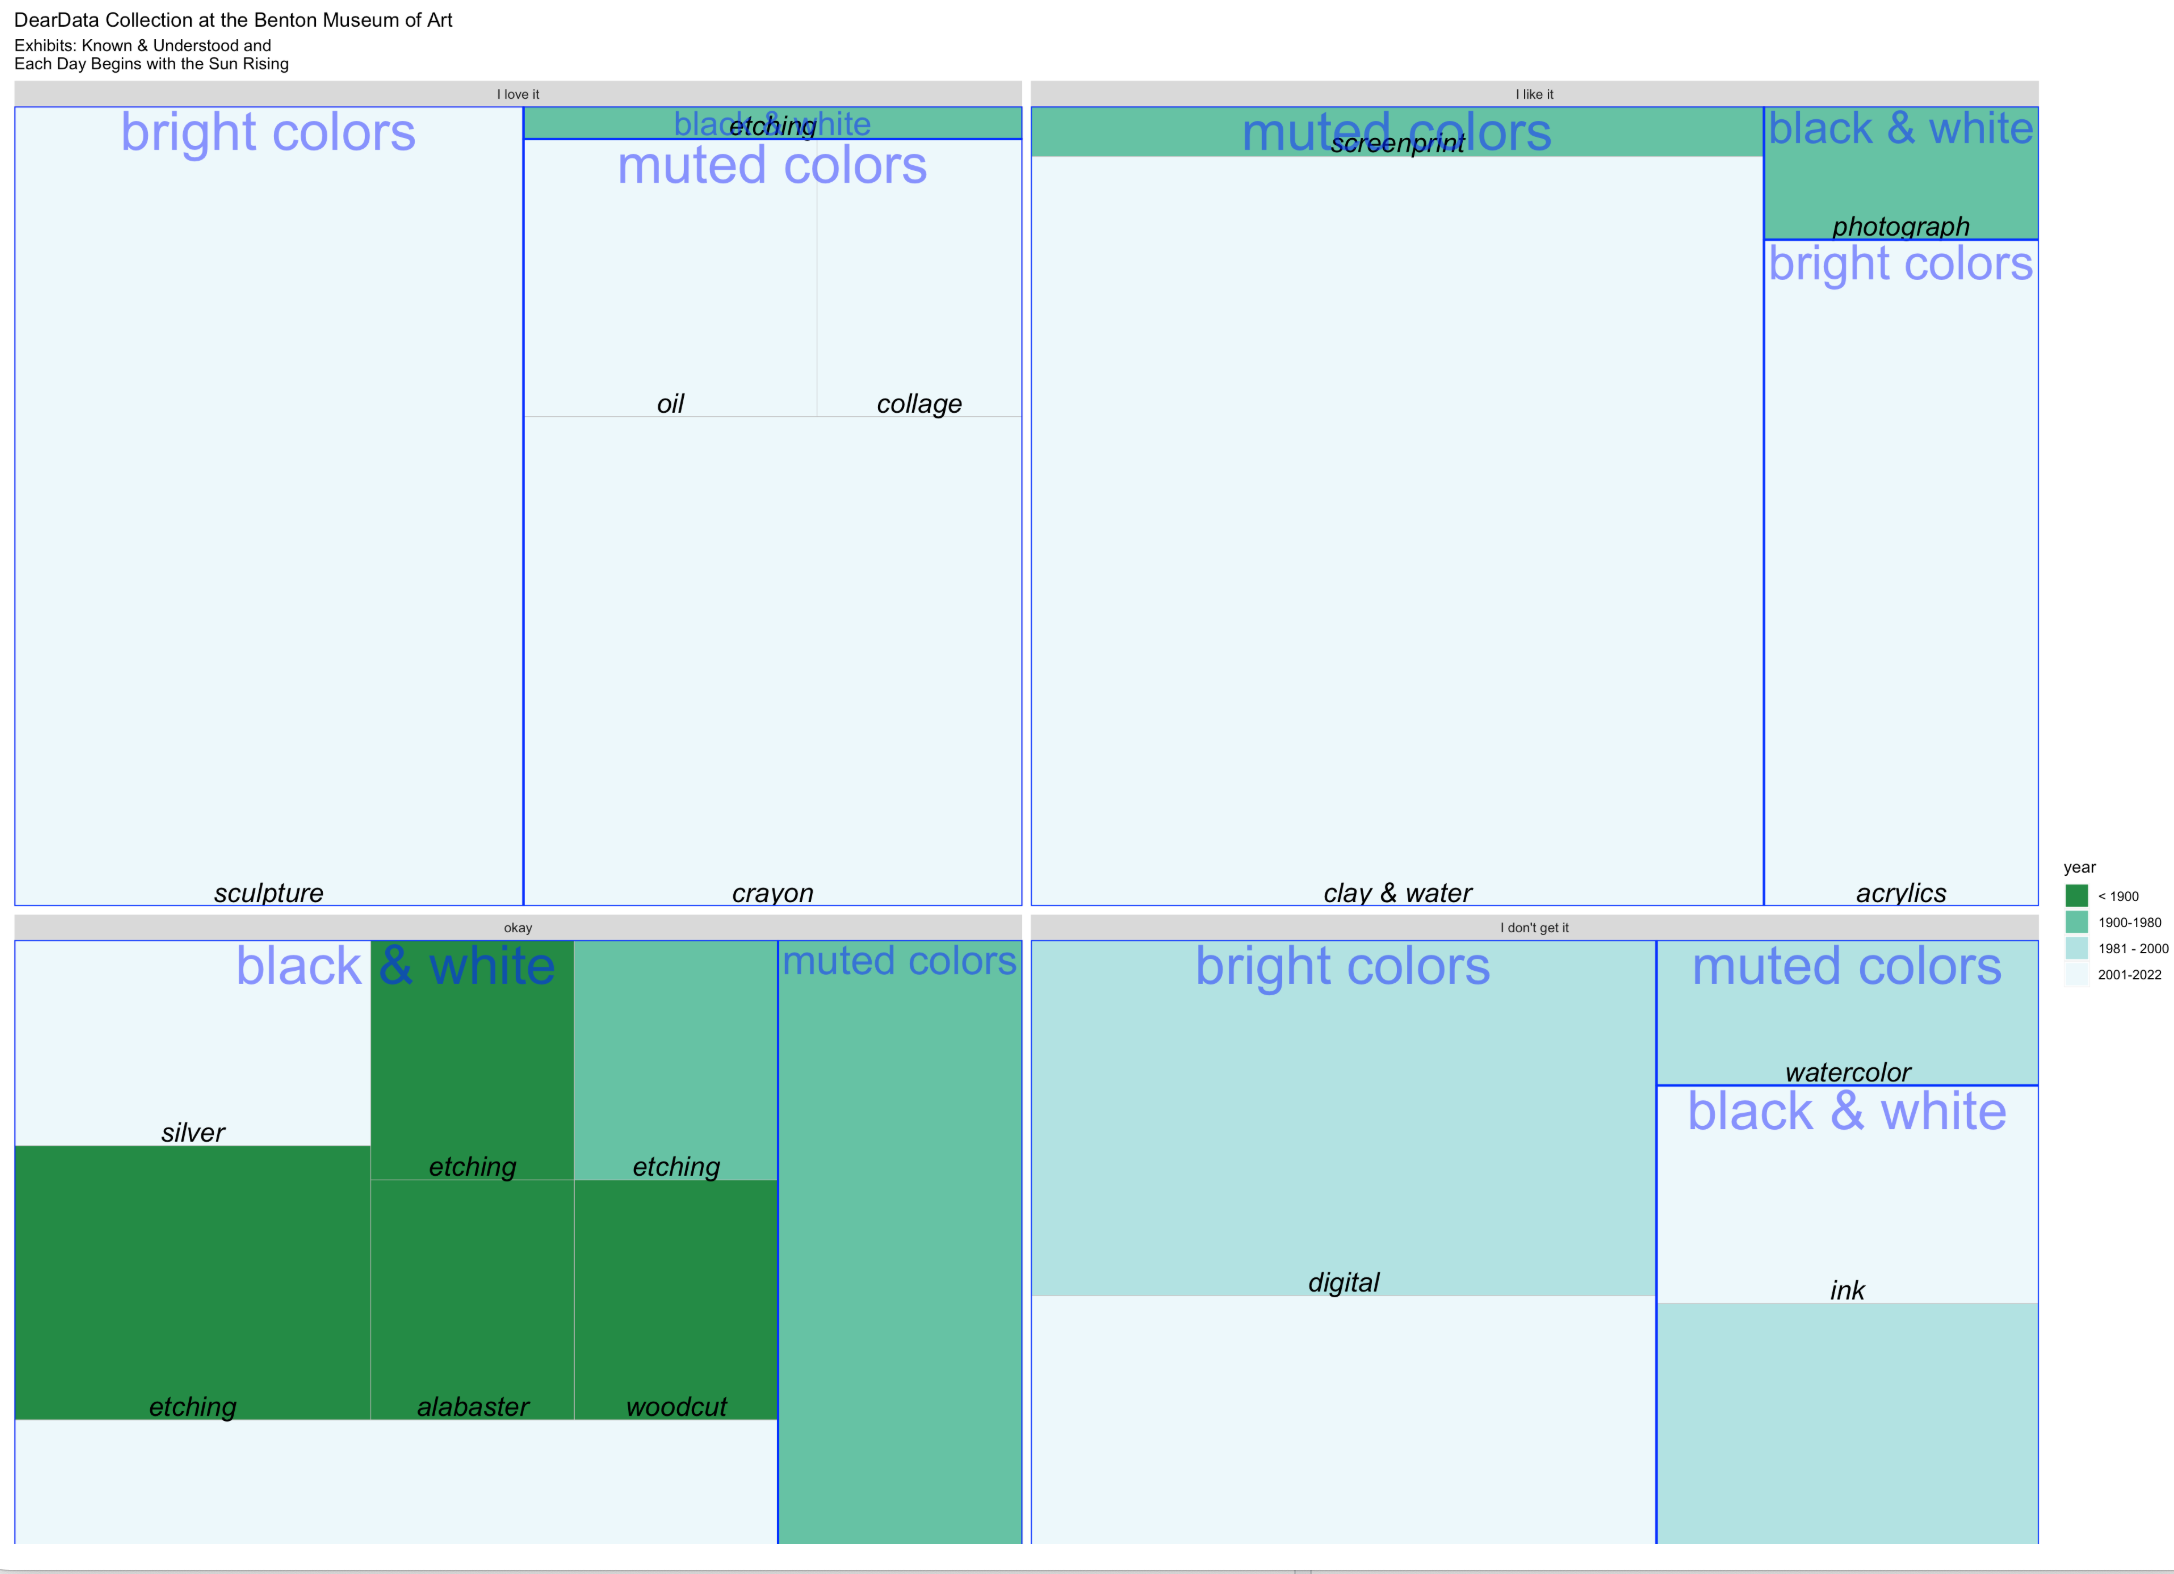 DearData Collection at the Benton Museum of Art
Exhibits: Known & Understood and
Each Day Begins with the Sun Rising
I love it
bright colors
black & white
etching
muted colors
oil
collage
sculpture
crayon
I like it
muted colors
screenprint
black & white
photograph
bright colors
clay & water
acrylics
okay
black & white
muted colors
silver
etching
etching
etching
alabaster
woodcut
I don't get it
bright colors
muted colors
watercolor
black & white
digital
ink
year
< 1900
1900-1980
1981 - 2000
2001-2022